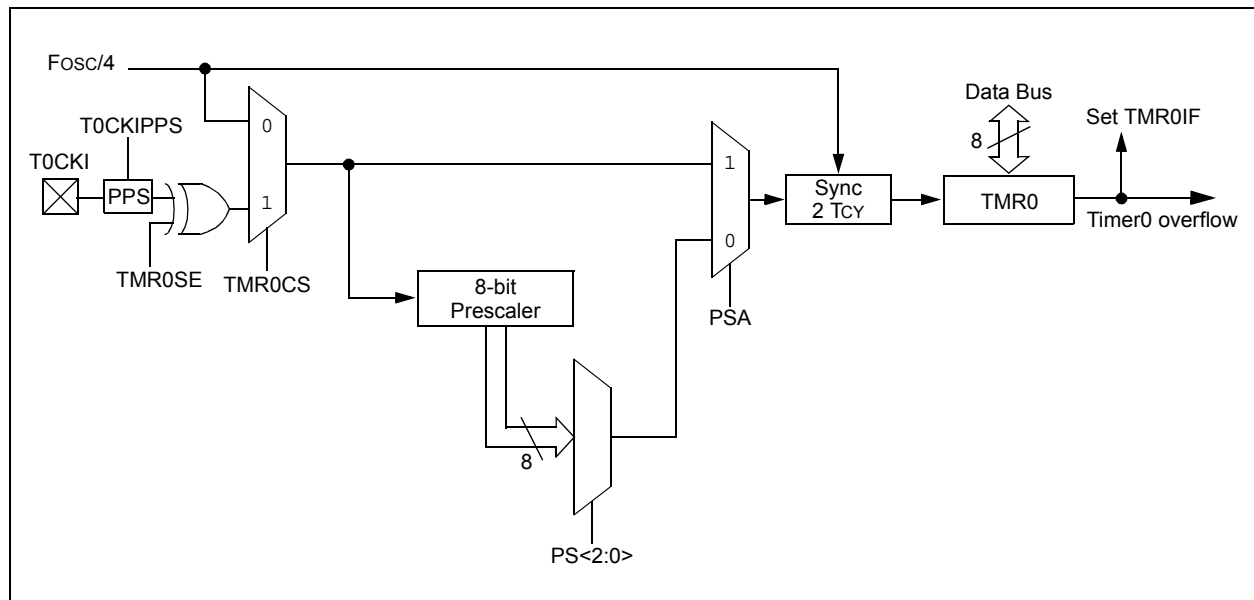 FOSC/4
T0CKIPPS
T0CKI
PPS
TMR0SE
0
1
TMR0CS
8-bit
Prescaler
8
PS<2:0>
1
0
PSA
Sync
2 TCY
Data Bus
8
TMR0
Set TMR0IF
Timer0 overflow